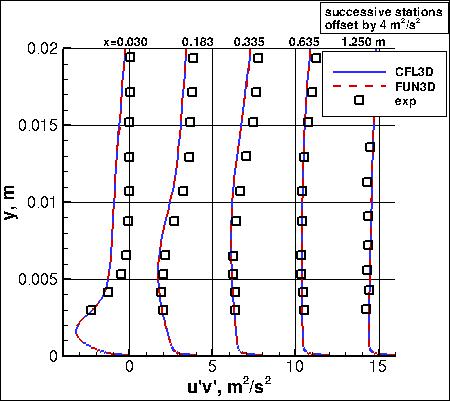 successive stations
offset by 4 m²/s²
x=0.030 0.183 0.335 0.635 1.250 m
CFL3D
FUN3D
exp
0.02
0.015
0.01
0.005
0
y, m
0 5 10 15
u'v', m²/s²